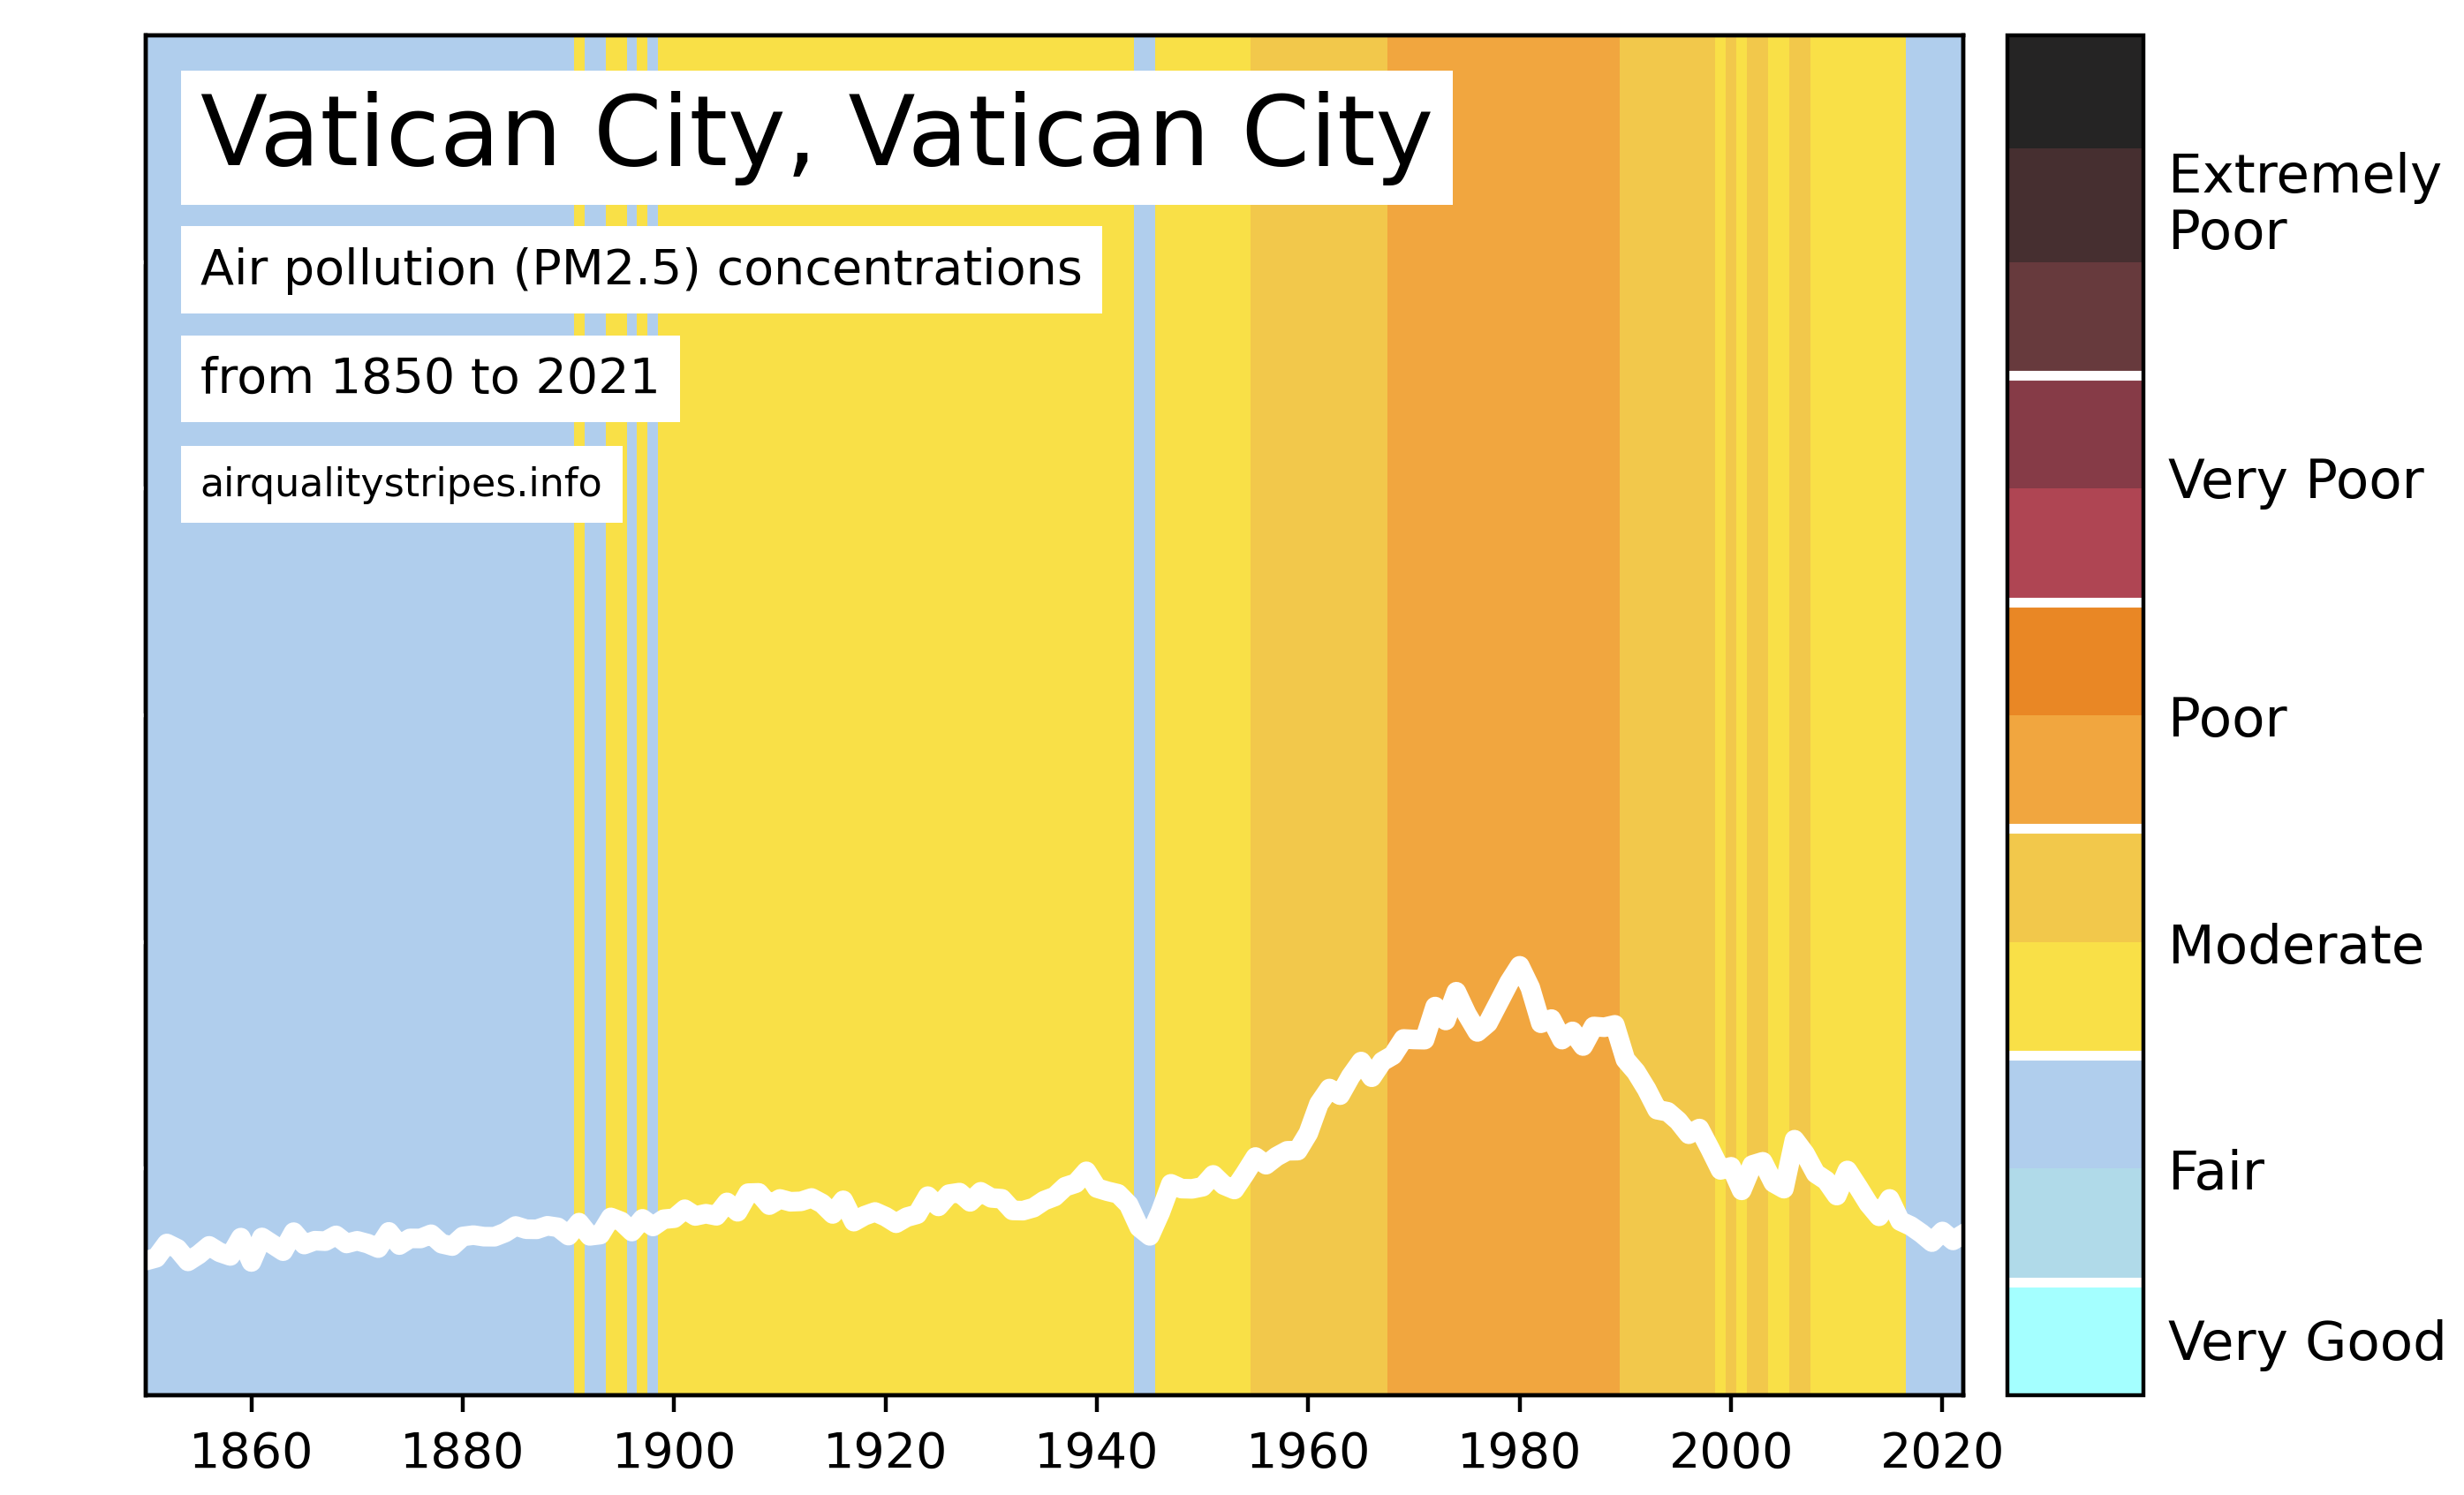 Vatican City, Vatican City
Air pollution (PM2.5) concentrations
from 1850 to 2021
airqualitystripes.info
Extremely
Poor
Very Poor
Poor
Moderate
Fair
Very Good
1860 1880 1900 1920 1940 1960 1980 2000 2020